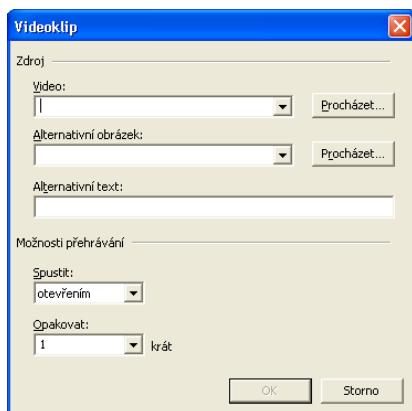 Videoklip
Zdroj
Video:
Procházet...
Alternativní obrázek:
Procházet...
Alternativní text:
Možnosti přehrávání
Spustit:
otevřením
Opakovat:
1 krát
OK Storno